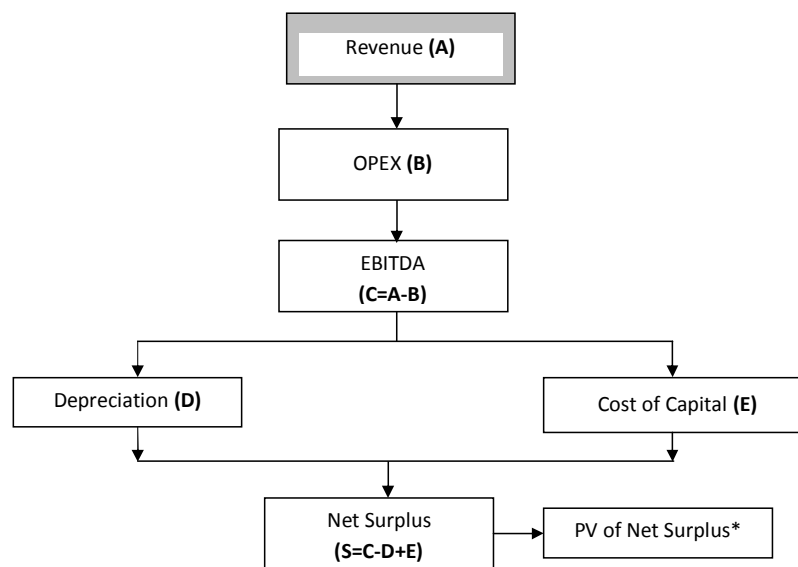 Revenue (A)
OPEX (B)
EBITDA
(C=A-B)
Depreciation (D)
Cost of Capital (E)
Net Surplus
(S=C-D+E)
PV of Net Surplus*